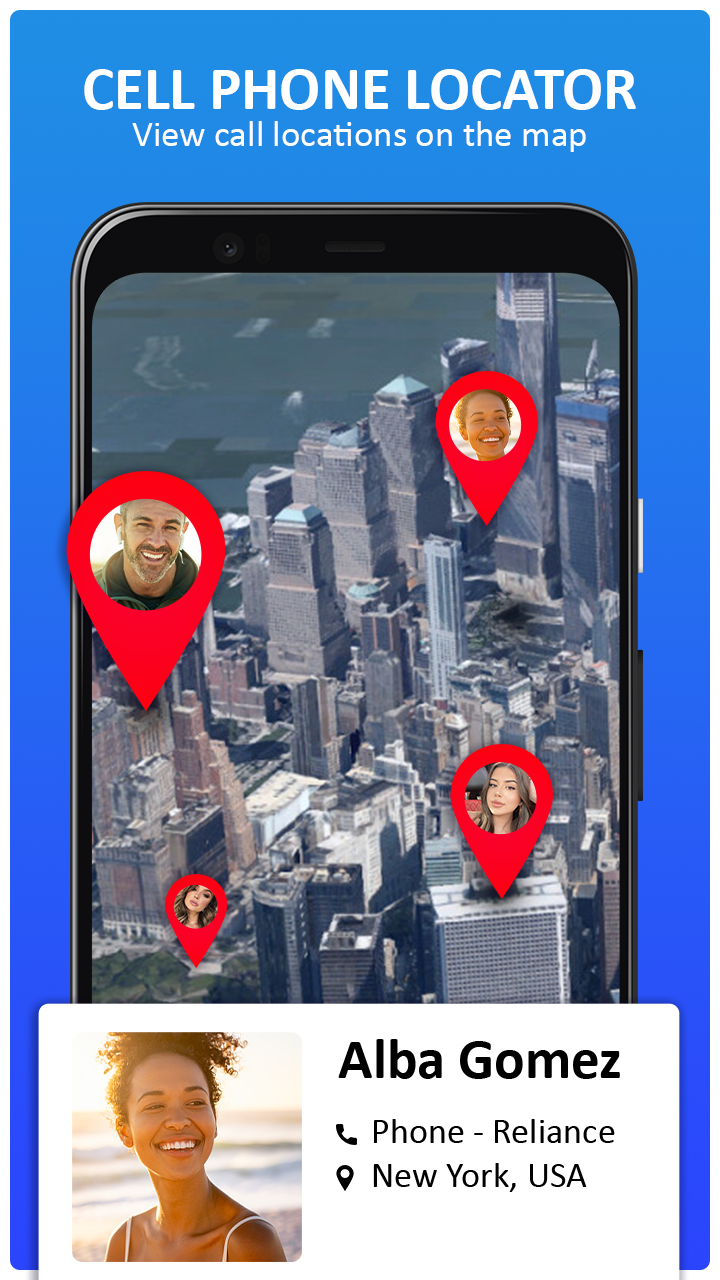 CELL PHONE LOCATOR
View call locations on the map
Alba Gomez
Phone - Reliance
New York, USA